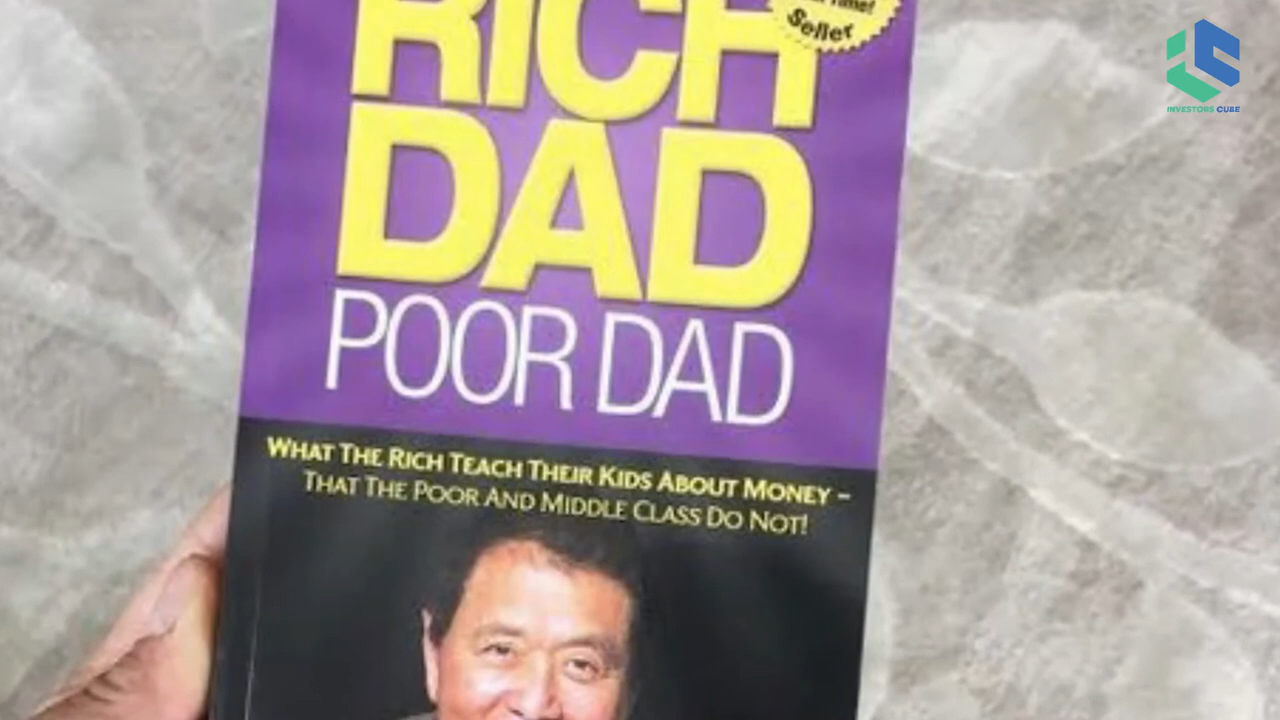 RICH
DAD
POOR DAD
WHAT THE RICH TEACH THEIR KIDS ABOUT MONEY –
THAT THE POOR AND MIDDLE CLASS DO NOT!
Time!
Seller
INVESTORS CUBE